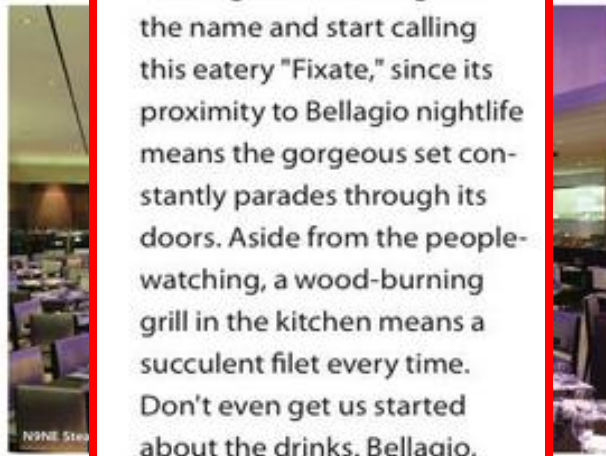 the name and start calling
this eatery "Fixate," since its
proximity to Bellagio nightlife
means the gorgeous set con-
stantly parades through its
doors. Aside from the people-
watching, a wood-burning
grill in the kitchen means a
succulent filet every time.
Don't even get us started
about the drinks. Bellagio.
N9NE Stea